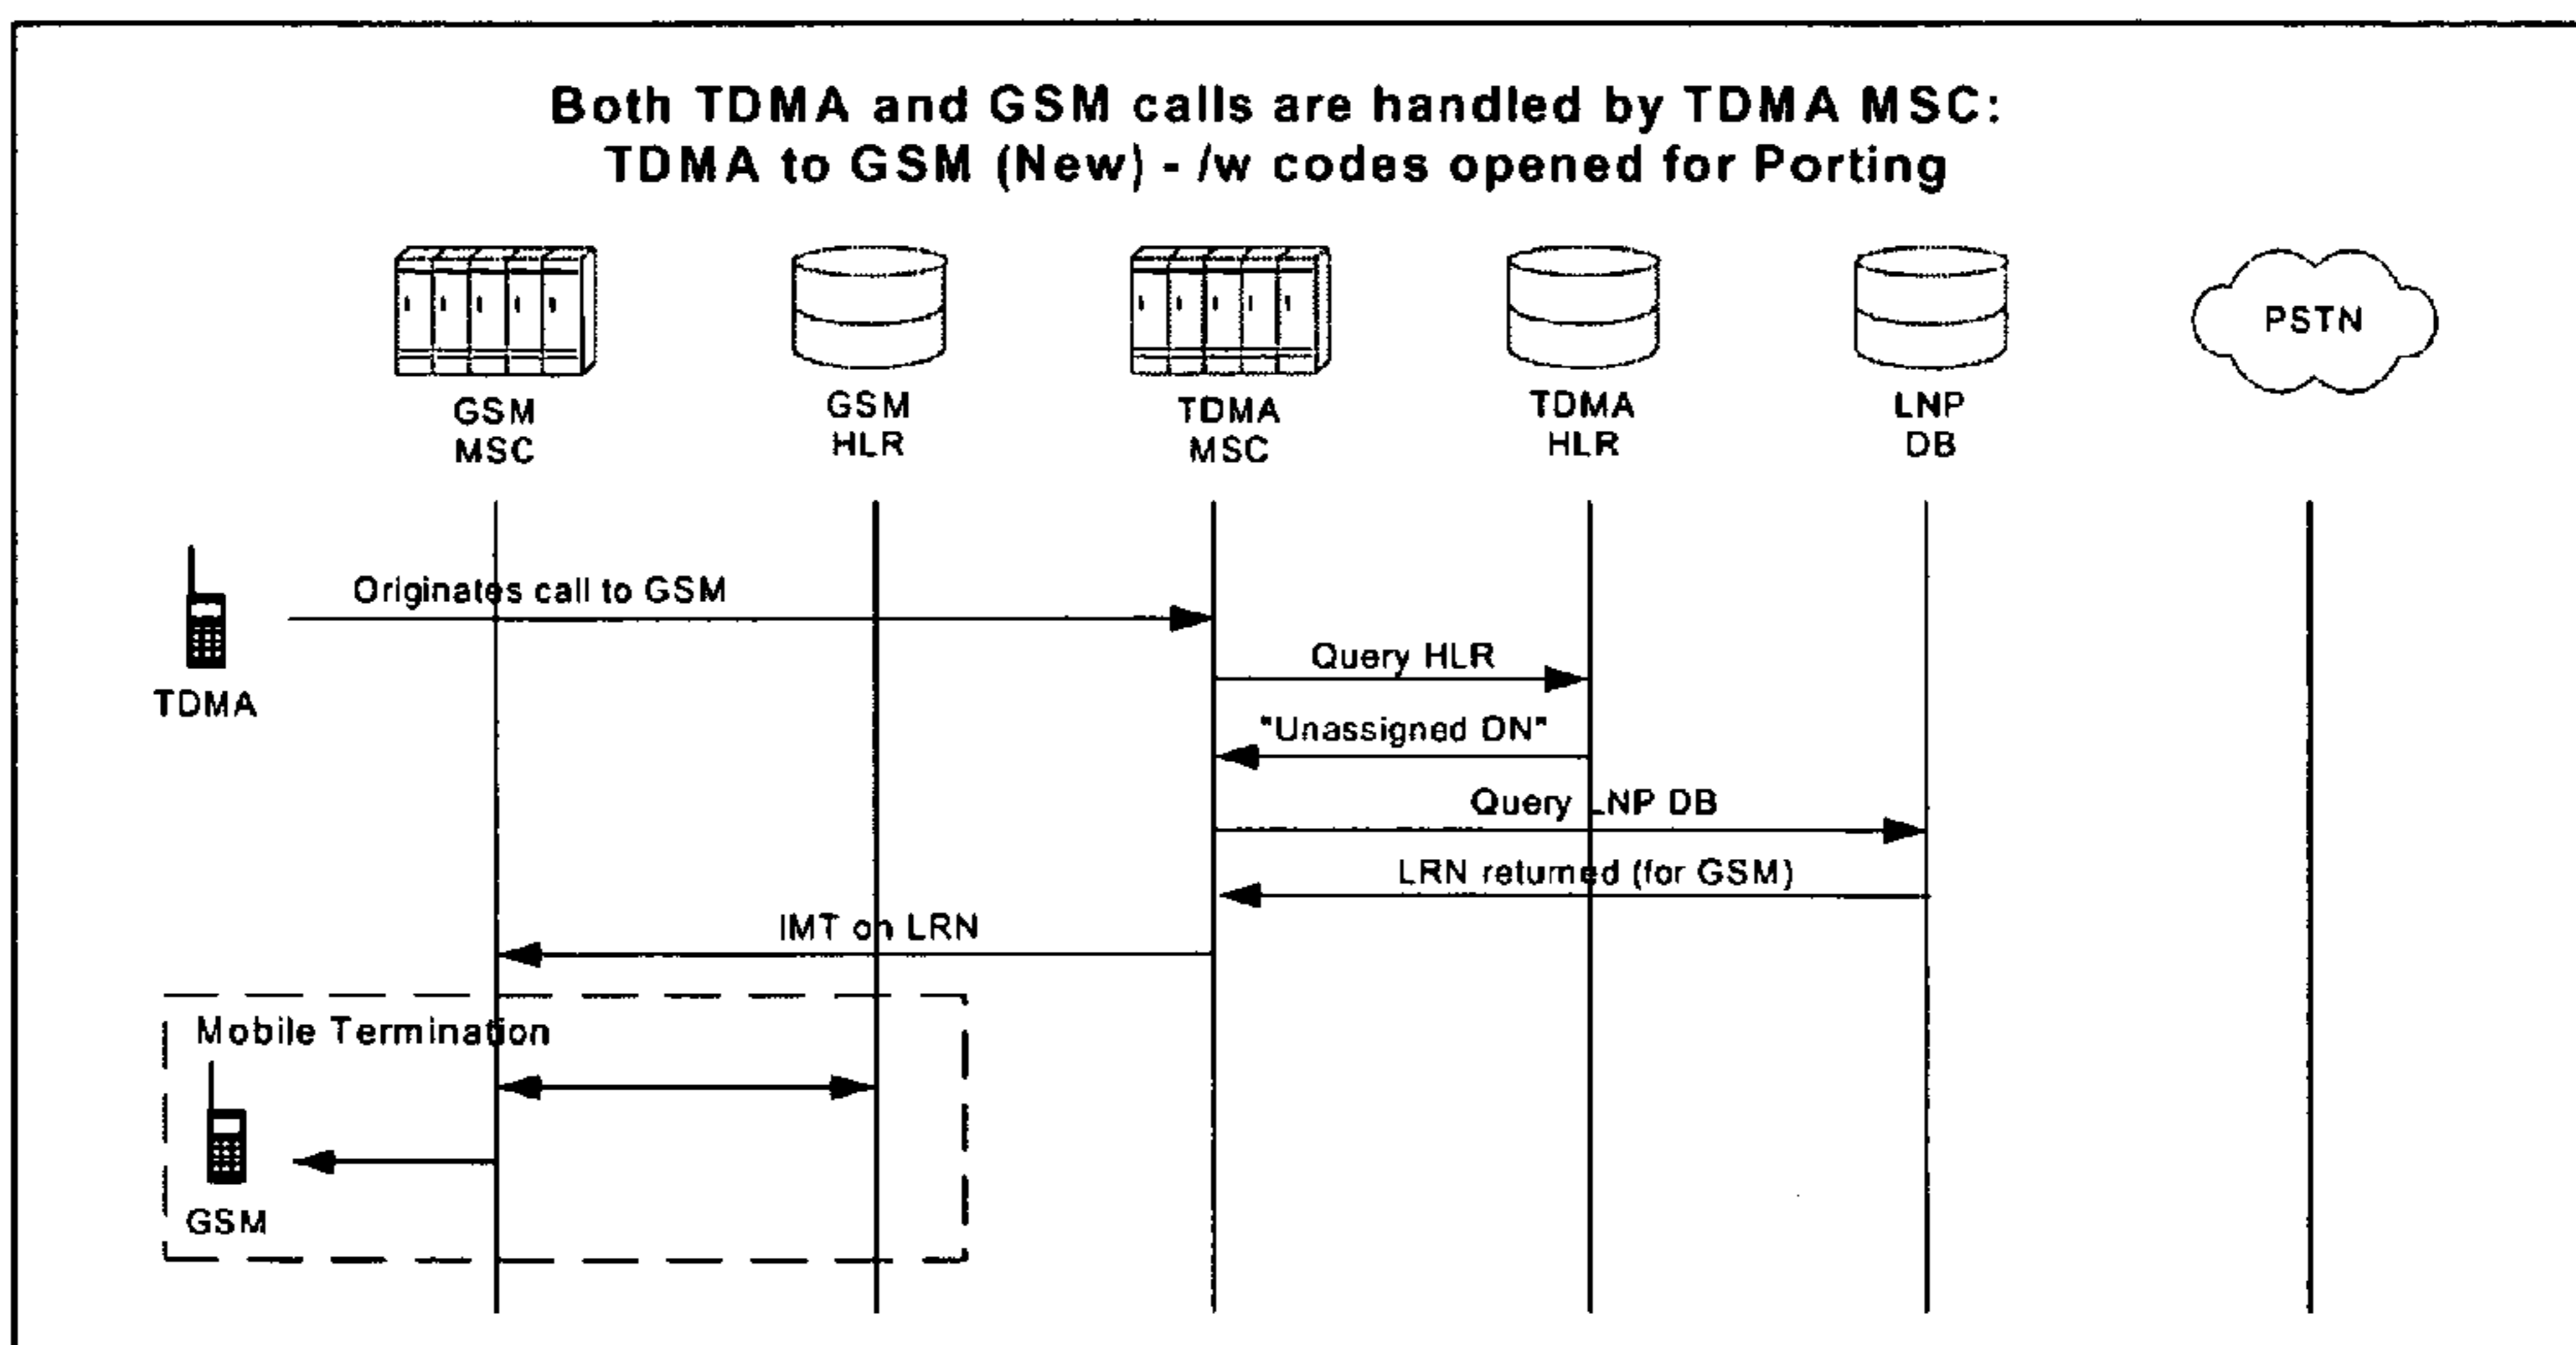 Both TDMA and GSM calls are handled by TDMA MSC:
TDMA to GSM (New) - /w codes opened for Porting
GSM
MSC
GSM
HLR
TDMA
MSC
TDMA
HLR
LNP
DB
PSTN
Originates call to GSM
TDMA
Query HLR
"Unassigned DN"
Query LNP DB
LRN returned (for GSM)
IMT on LRN
Mobile Termination
GSM